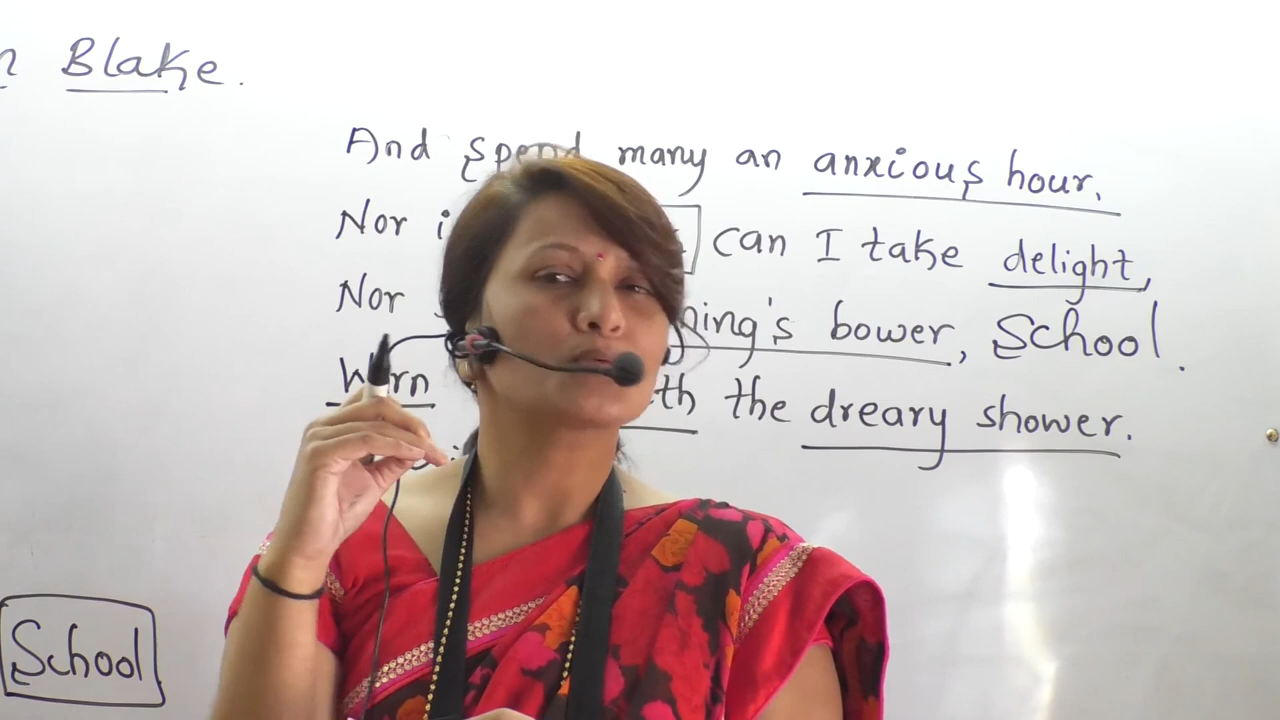 Blake.
And spend many an anxious hour.
Nor can I take delight,
Nor bower, School.
Worn the dreary shower.
School